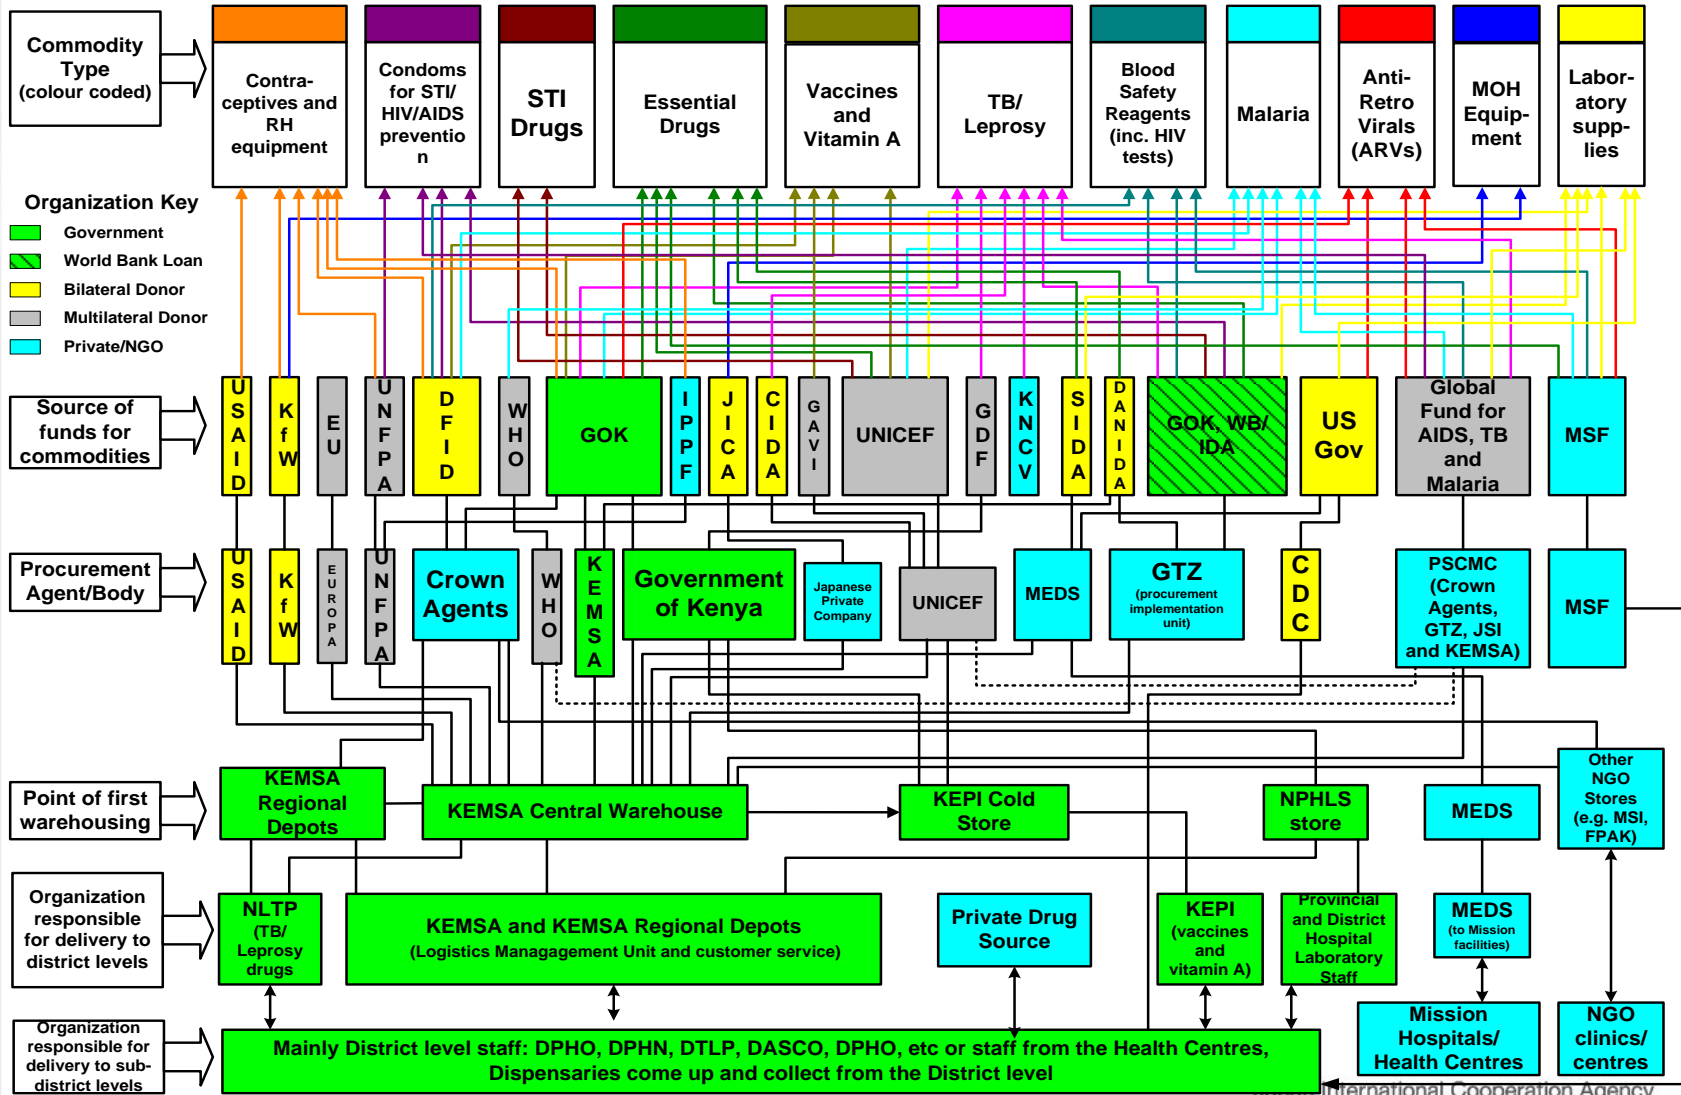 Commodity
Type
(colour coded)
Contra-
ceptives and
RH
equipment
Condoms
for STI/
HIV/AIDS
preventio
n
STI
Drugs
Essential
Drugs
Vaccines
and
Vitamin A
TB/
Leprosy
Blood
Safety
Reagents
(inc. HIV
tests)
Malaria
Anti-
Retro
Virals
(ARVs)
MOH
Equip-
ment
Labor-
atory
supp-
lies
Organization Key
Government
World Bank Loan
Bilateral Donor
Multilateral Donor
Private/NGO
Source of
funds for
commodities
USAID
KfW
EU
UNFPA
DFID
WHO
GOK
IPPF
JICA
CIDA
GAVI
UNICEF
GDF
KNCV
SIDA
DANIDA
GOK, WB/
IDA
US
Gov
Global
Fund for
AIDS, TB
and
Malaria
MSF
Procurement
Agent/Body
USAID
KfW
EUROPA
UNFPA
Crown
Agents
WHO
KEMSA
Government
of Kenya
Japanese
Private
Company
UNICEF
MEDS
GTZ
(procurement
implementation
unit)
CDC
PSCMC
(Crown
Agents,
GTZ, JSI
and KEMSA)
MSF
Point of first
warehousing
KEMSA
Regional
Depots
KEMSA Central Warehouse
KEPI Cold
Store
NPHLS
store
MEDS
Other
NGO
Stores
(e.g. MSI,
FPAK)
Organization
responsible
for delivery to
district levels
NLTP
(TB/
Leprosy
drugs
KEMSA and KEMSA Regional Depots
(Logistics Managagement Unit and customer service)
Private Drug
Source
KEPI
(vaccines
and
vitamin A)
Provincial
and District
Hospital
Laboratory
Staff
MEDS
(to Mission
facilities)
Organization
responsible for
delivery to sub-
district levels
Mainly District level staff: DPHO, DPHN, DTLP, DASCO, DPHO, etc or staff from the Health Centres,
Dispensaries come up and collect from the District level
Mission
Hospitals/
Health Centres
NGO
clinics/
centres
International Cooperation Agency